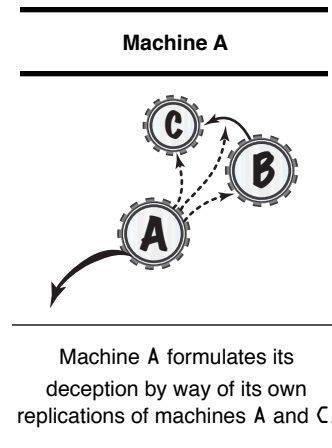 Machine A
C
B
A
Machine A formulates its
deception by way of its own
replications of machines A and C.